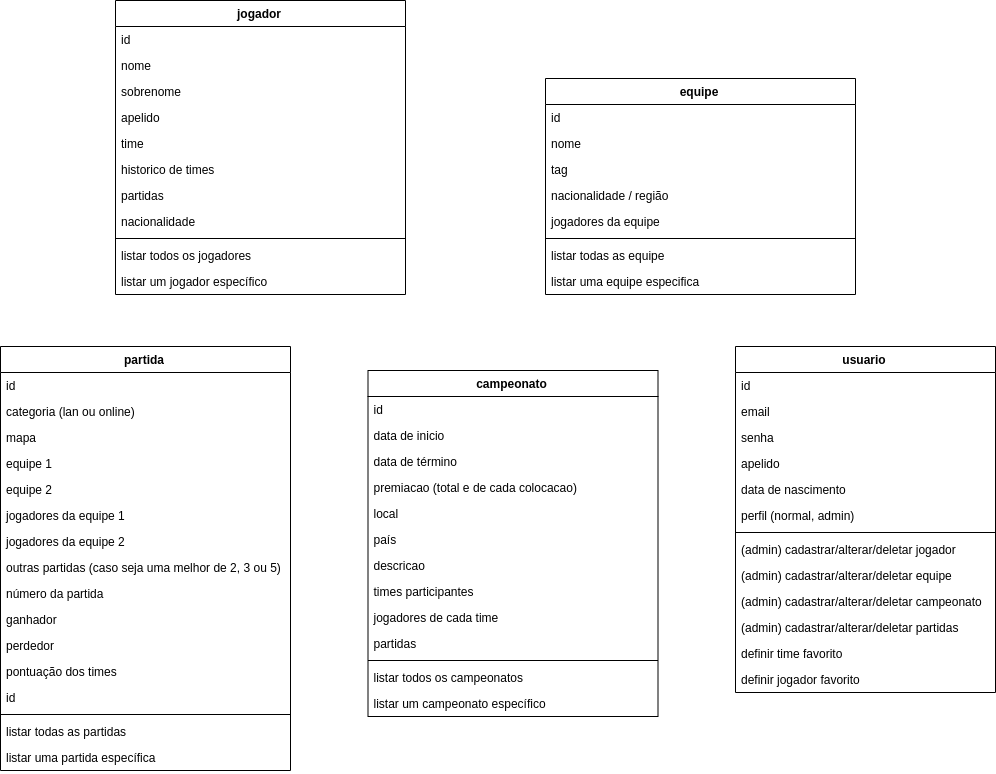 jogador
id
nome
sobrenome
apelido
time
historico de times
partidas
nacionalidade
listar todos os jogadores
listar um jogador específico
equipe
id
nome
tag
nacionalidade / região
jogadores da equipe
listar todas as equipe
listar uma equipe especifica
partida
id
categoria (lan ou online)
mapa
equipe 1
equipe 2
jogadores da equipe 1
jogadores da equipe 2
outras partidas (caso seja uma melhor de 2, 3 ou 5)
número da partida
ganhador
perdedor
pontuação dos times
id
listar todas as partidas
listar uma partida específica
campeonato
id
data de inicio
data de término
premiacao (total e de cada colocacao)
local
país
descricao
times participantes
jogadores de cada time
partidas
listar todos os campeonatos
listar um campeonato específico
usuario
id
email
senha
apelido
data de nascimento
perfil (normal, admin)
(admin) cadastrar/alterar/deletar jogador
(admin) cadastrar/alterar/deletar equipe
(admin) cadastrar/alterar/deletar campeonato
(admin) cadastrar/alterar/deletar partidas
definir time favorito
definir jogador favorito